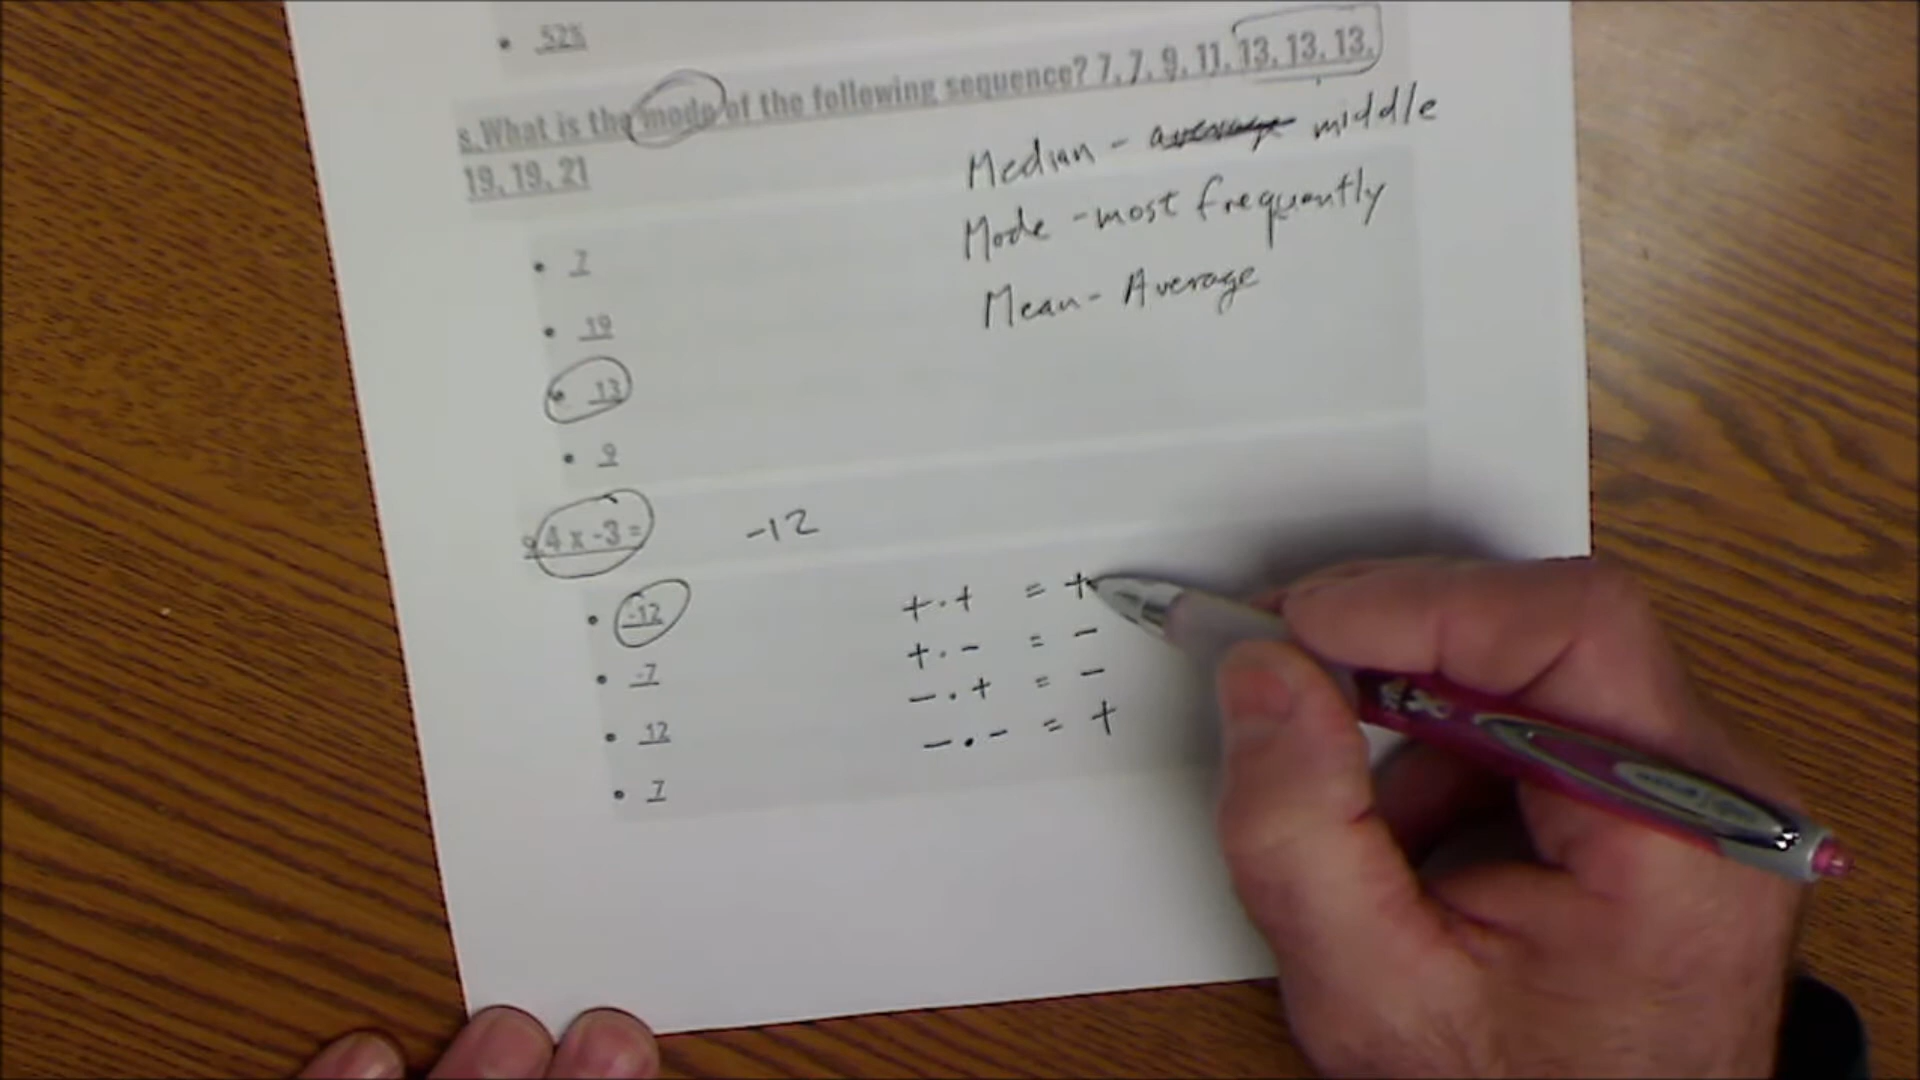 52%
s. What is the mode of the following sequence? 7, 7, 9, 11, 13, 13, 13,
19, 19, 21
Median - average middle
Mode - most frequently
Mean - Average
7
19
13
9
9. 4 x -3 =
-12
-12
-7
12
7
+ · + = +
+ · - = -
- · + = -
- · - = +